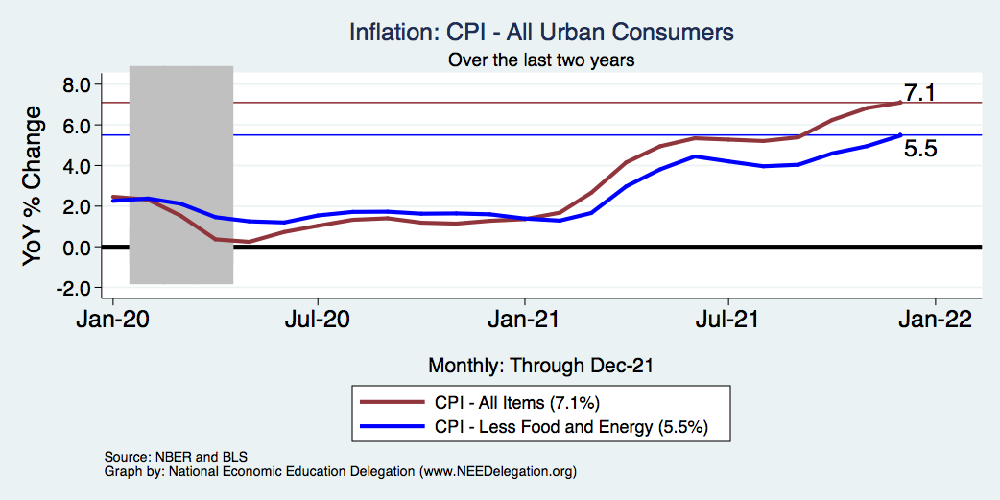 Inflation: CPI - All Urban Consumers
Over the last two years
YoY % Change
8.0
6.0
4.0
2.0
0.0
-2.0
7.1
5.5
Jan-20 Jul-20 Jan-21 Jul-21 Jan-22
Monthly: Through Dec-21
CPI - All Items (7.1%)
CPI - Less Food and Energy (5.5%)
Source: NBER and BLS
Graph by: National Economic Education Delegation (www.NEEDelegation.org)